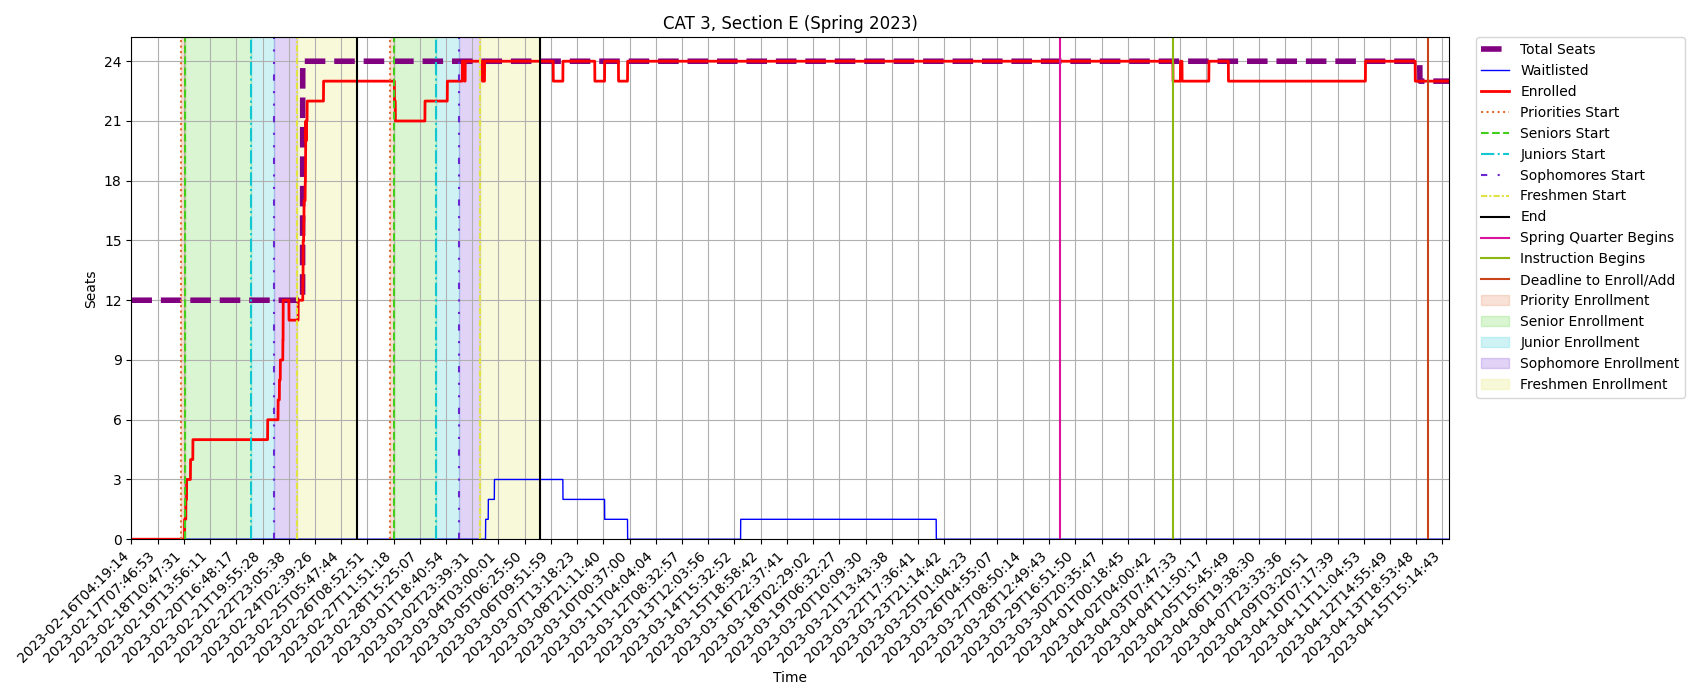 CAT 3, Section E (Spring 2023)
Seats
24
21
18
15
12
9
6
3
0
2023-02-16T04:19:14
2023-02-17T07:46:53
2023-02-18T10:47:31
2023-02-19T13:56:11
2023-02-20T16:48:17
2023-02-21T19:55:28
2023-02-22T23:05:38
2023-02-24T02:39:26
2023-02-25T05:47:44
2023-02-26T08:52:51
2023-02-27T11:51:18
2023-02-28T15:25:07
2023-03-01T18:40:54
2023-03-02T23:39:31
2023-03-04T03:00:01
2023-03-05T06:25:50
2023-03-06T09:51:59
2023-03-07T13:18:23
2023-03-08T21:11:40
2023-03-10T00:37:00
2023-03-11T04:04:04
2023-03-12T08:32:57
2023-03-13T12:03:56
2023-03-14T15:32:52
2023-03-15T18:58:42
2023-03-16T22:37:41
2023-03-18T02:29:02
2023-03-19T06:32:27
2023-03-20T10:09:30
2023-03-21T13:43:38
2023-03-22T17:36:41
2023-03-23T21:14:42
2023-03-25T01:04:23
2023-03-26T04:55:07
2023-03-27T08:50:14
2023-03-28T12:49:43
2023-03-29T16:51:50
2023-03-30T20:35:47
2023-04-01T00:18:45
2023-04-02T04:00:42
2023-04-03T07:47:33
2023-04-04T11:50:17
2023-04-05T15:45:49
2023-04-06T19:38:30
2023-04-07T23:33:36
2023-04-09T03:20:51
2023-04-10T07:17:39
2023-04-11T11:04:53
2023-04-12T14:55:49
2023-04-13T18:53:48
2023-04-15T15:14:43
Time
Total Seats
Waitlisted
Enrolled
Priorities Start
Seniors Start
Juniors Start
Sophomores Start
Freshmen Start
End
Spring Quarter Begins
Instruction Begins
Deadline to Enroll/Add
Priority Enrollment
Senior Enrollment
Junior Enrollment
Sophomore Enrollment
Freshmen Enrollment